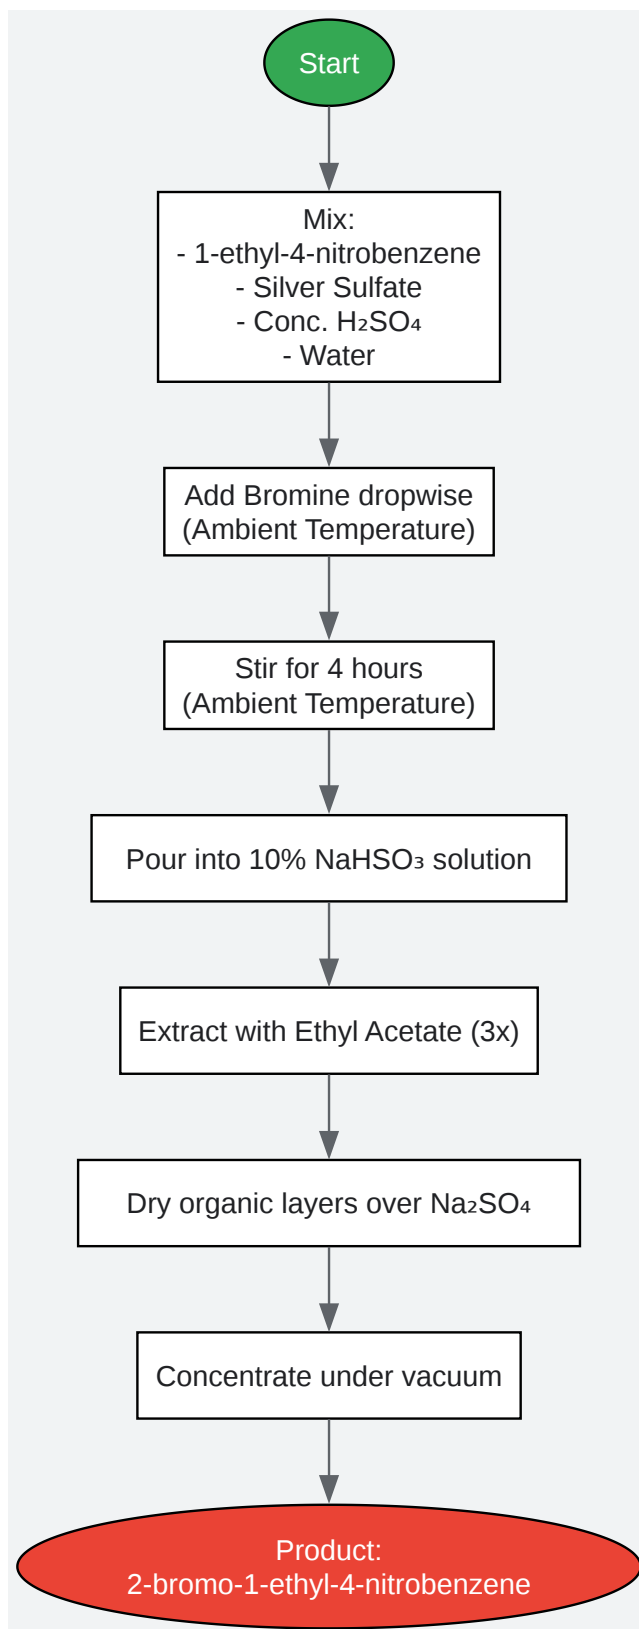 Start
Mix:
- 1-ethyl-4-nitrobenzene
- Silver Sulfate
- Conc. H₂SO₄
- Water
Add Bromine dropwise
(Ambient Temperature)
Stir for 4 hours
(Ambient Temperature)
Pour into 10% NaHSO₃ solution
Extract with Ethyl Acetate (3x)
Dry organic layers over Na₂SO₄
Concentrate under vacuum
Product:
2-bromo-1-ethyl-4-nitrobenzene